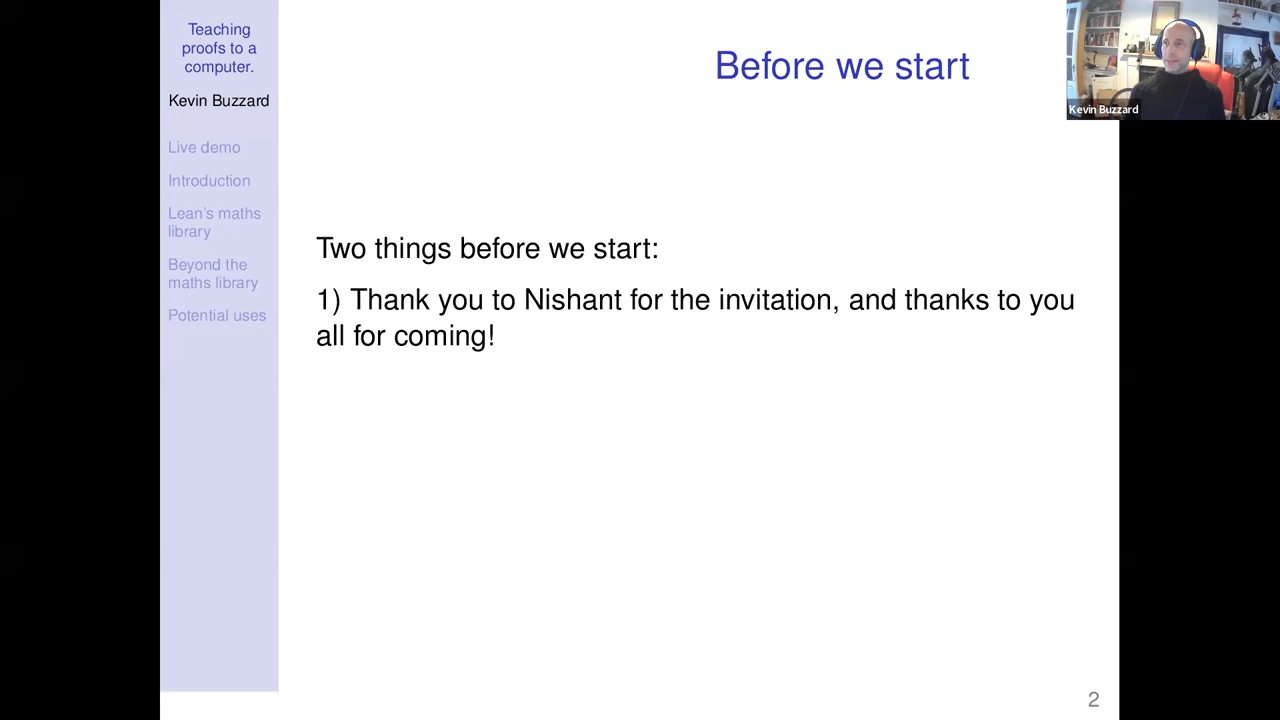 Teaching
proofs to a
computer.
Kevin Buzzard
Live demo
Introduction
Lean's maths
library
Beyond the
maths library
Potential uses
Before we start
Two things before we start:
1) Thank you to Nishant for the invitation, and thanks to you
all for coming!
2
Kevin Buzzard